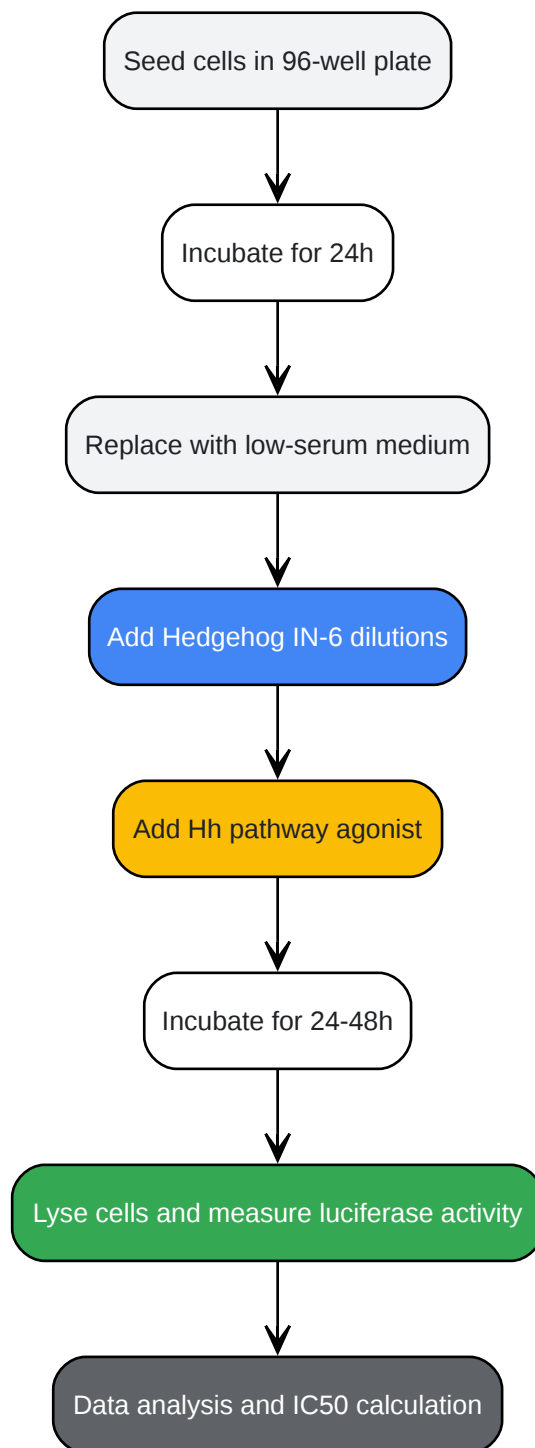 Seed cells in 96-well plate
Incubate for 24h
Replace with low-serum medium
Add Hedgehog IN-6 dilutions
Add Hh pathway agonist
Incubate for 24-48h
Lyse cells and measure luciferase activity
Data analysis and IC50 calculation